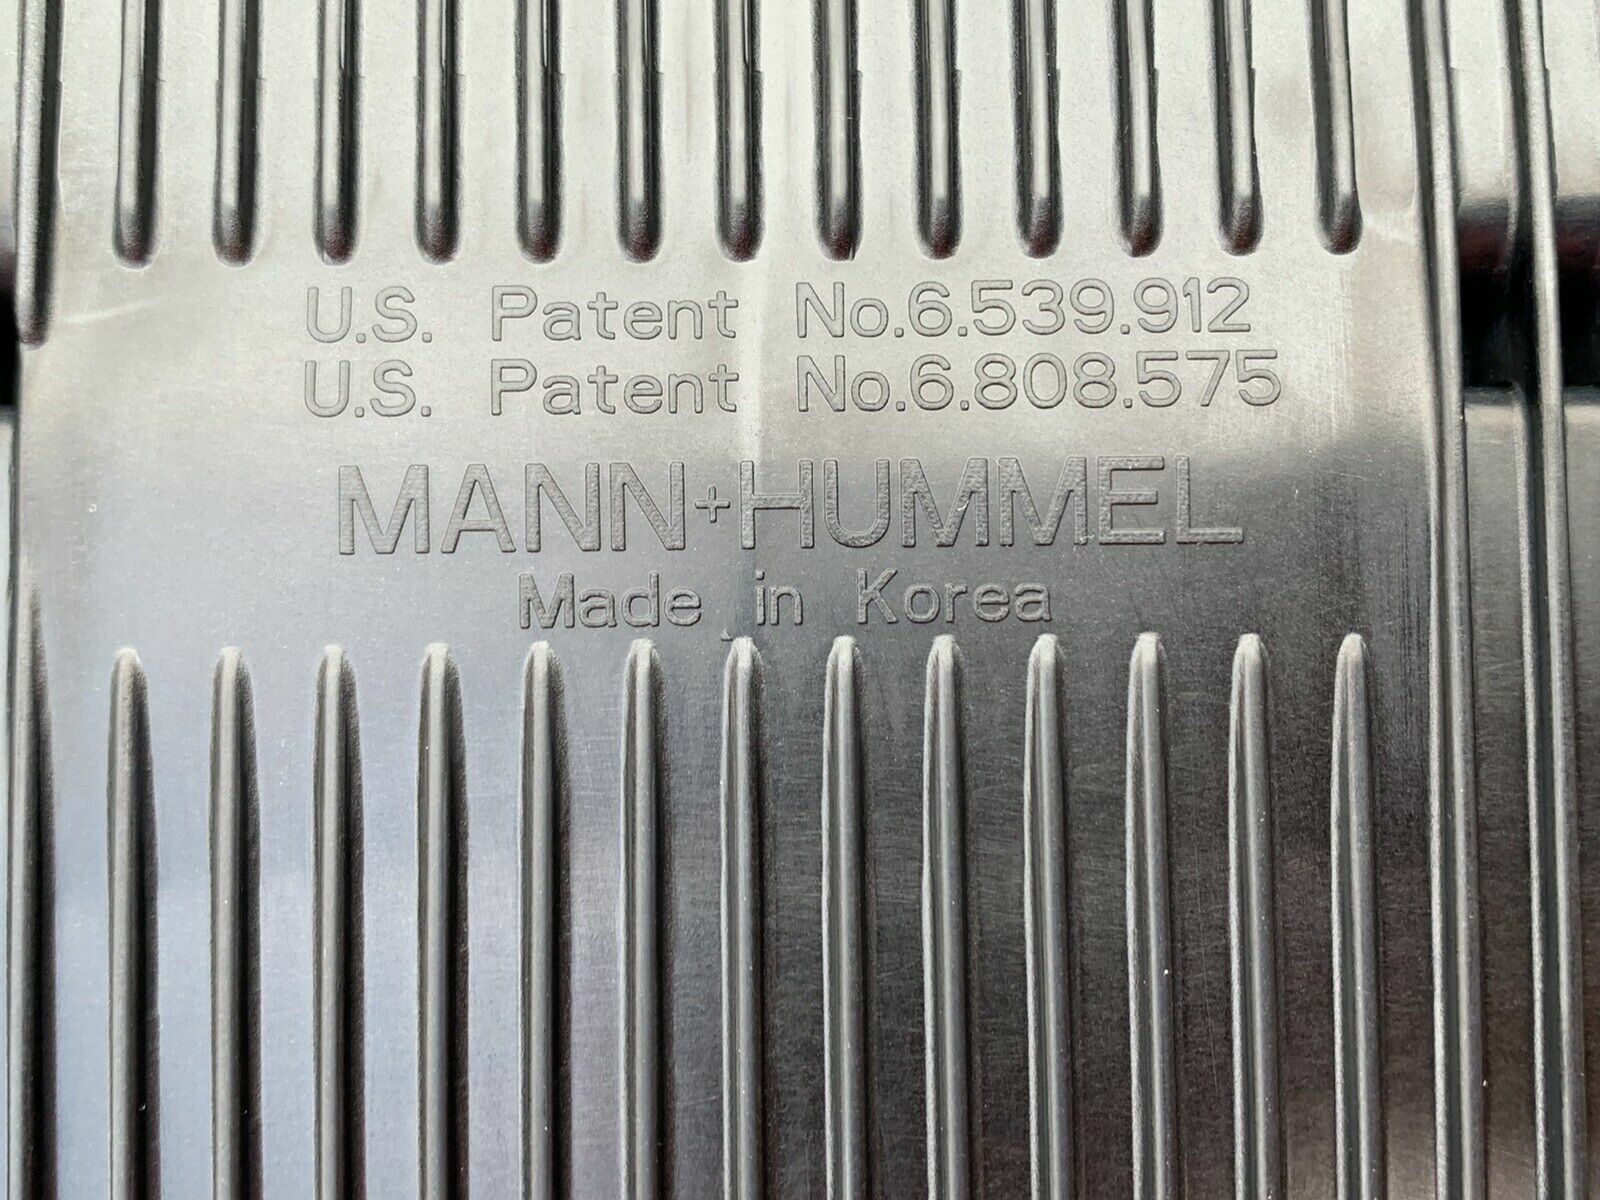 U.S. Patent No.6.539.912
U.S. Patent No.6.808.575
MANN+HUMMEL
Made in Korea